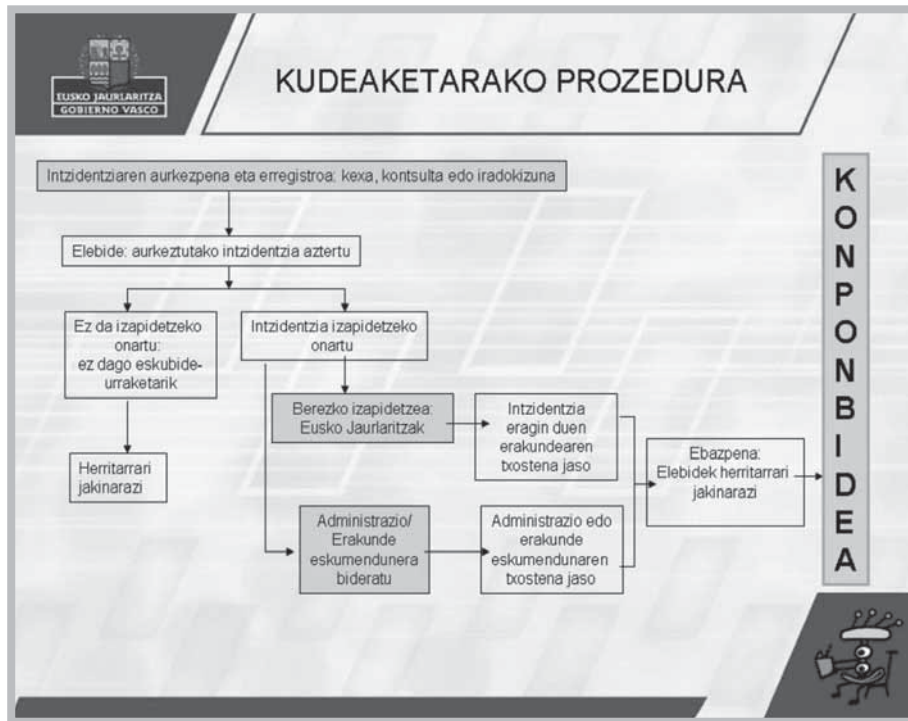 EUSKO JAURLARITZA
GOBIERNO VASCO
KUDEAKETARAKO PROZEDURA
Intzidentziaren aurkezpena eta erregistroa: kexa, kontsulta edo iradokizuna
Elebide: aurkeztutako intzidentzia aztertu
Ez da izapidetzeko
onartu:
ez dago eskubide-
urraketarik
Intzidentzia izapidetzeko
onartu
Berezko izapidetzea:
Eusko Jaurlaritzak
Intzidentzia
eragin duen
erakundearen
txostena jaso
Herritarrari
jakinarazi
Ebazpena:
Elebidek herritarrari
jakinarazi
Administrazio/
Erakunde
eskumendunera
bideratu
Administrazio edo
erakunde
eskumendunaren
txostena jaso
KONPONBIDEA